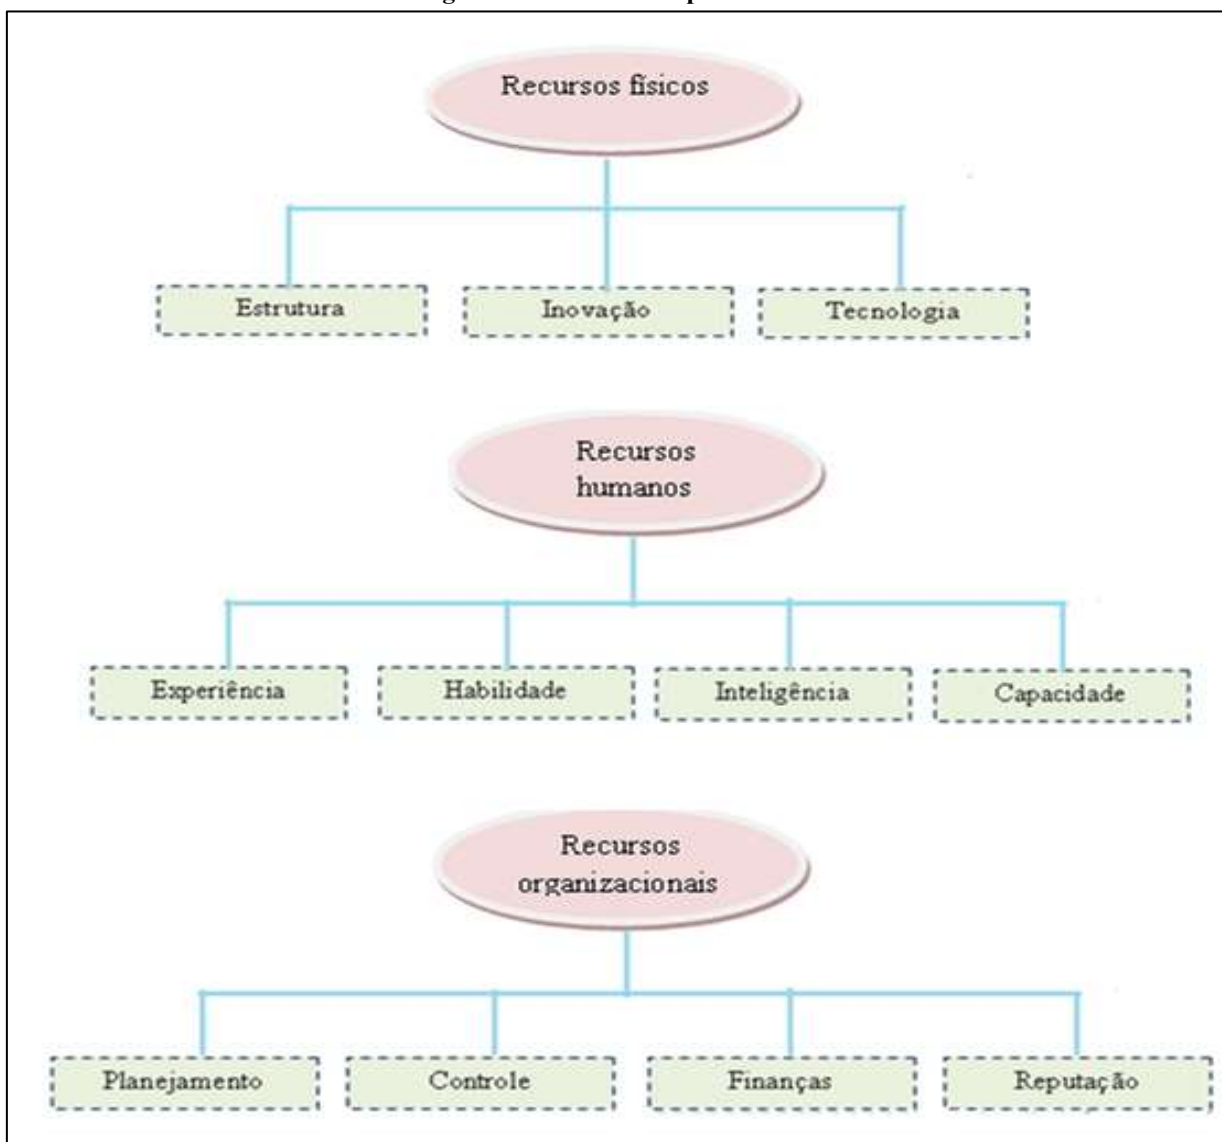 Recursos físicos
Estrutura Inovação Tecnologia
Recursos
humanos
Experiência Habilidade Inteligência Capacidade
Recursos
organizacionais
Planejamento Controle Finanças Reputação